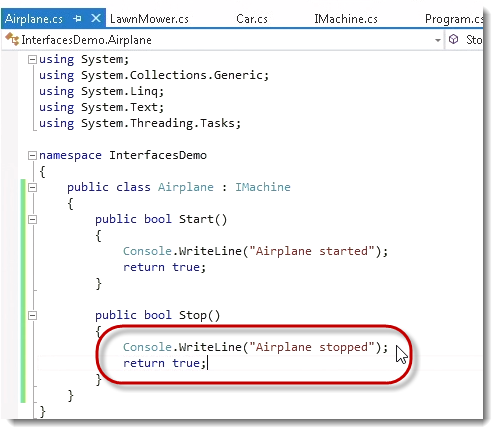 Airplane.cs LawnMower.cs Car.cs IMachine.cs Program.cs
InterfacesDemo.Airplane Sto
using System;
using System.Collections.Generic;
using System.Linq;
using System.Text;
using System.Threading.Tasks;
namespace InterfacesDemo
{
public class Airplane : IMachine
{
public bool Start()
{
Console.WriteLine("Airplane started");
return true;
}
public bool Stop()
{
Console.WriteLine("Airplane stopped");
return true;
}
}
}